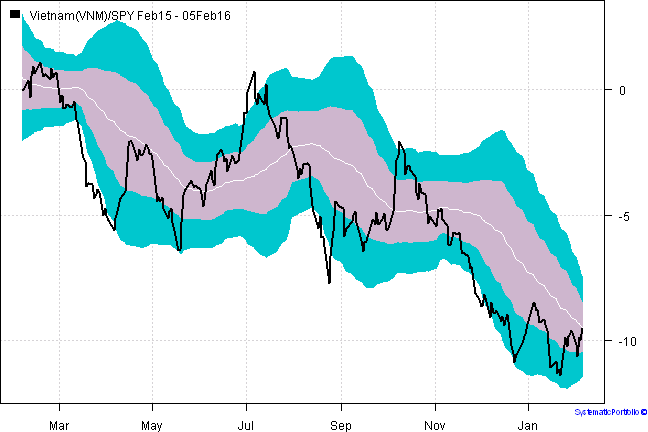 Vietnam(VNM)/SPY Feb15 - 05Feb16
0
-5
-10
Mar May Jul Sep Nov Jan
SystematicPortfolio ©